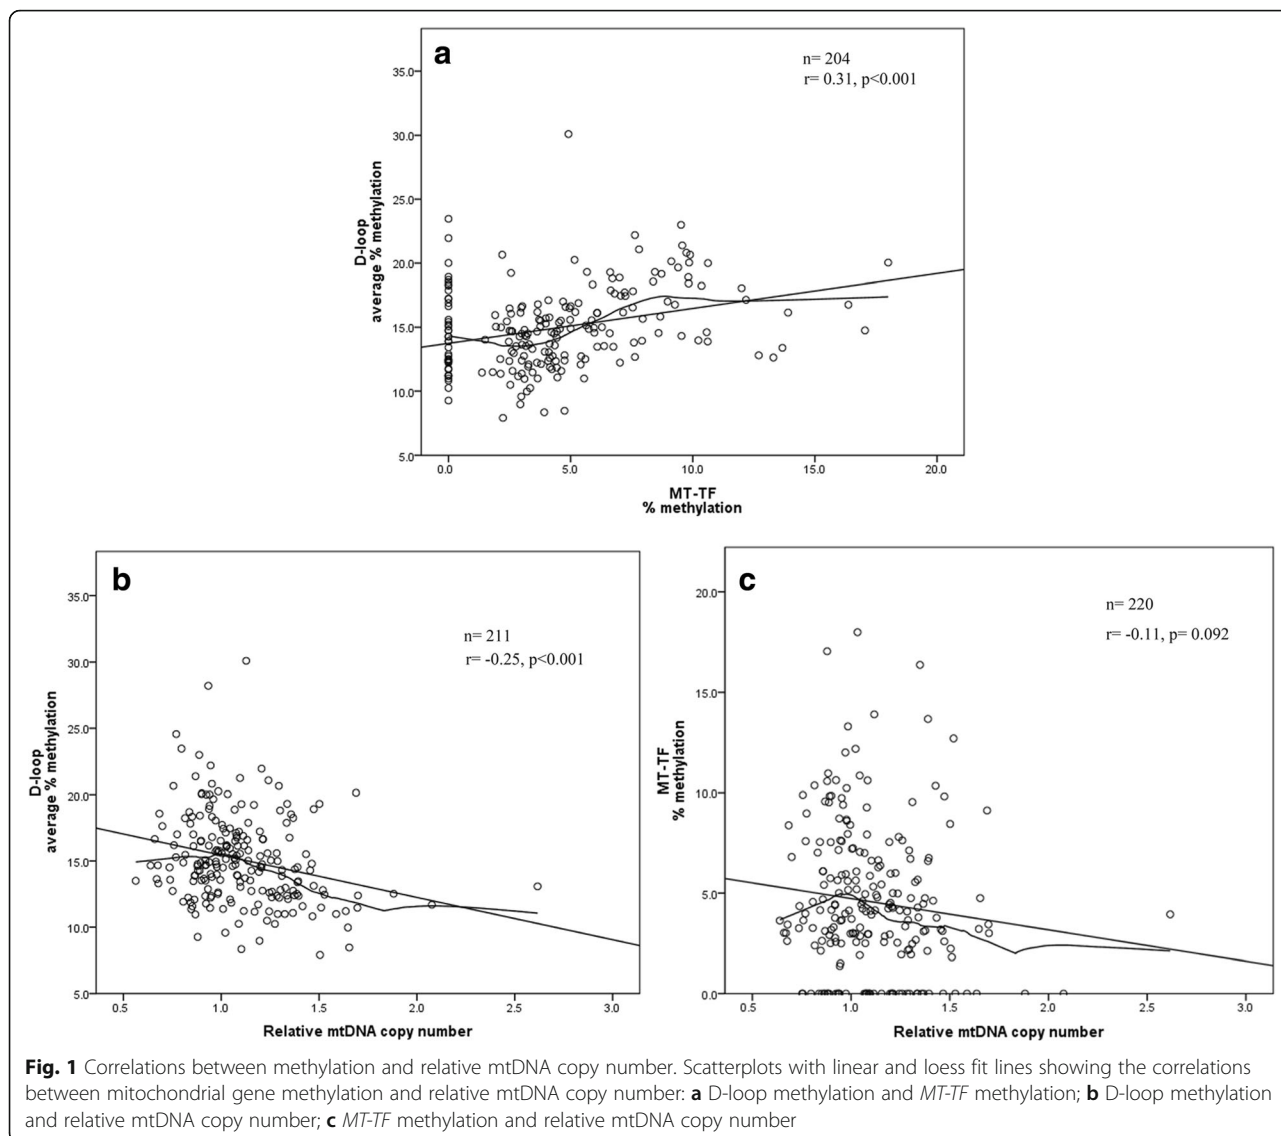 a
n= 204
r= 0.31, p<0.001
35.0
30.0
25.0
20.0
15.0
10.0
5.0
D-loop
average % methylation
0.0 5.0 10.0 15.0 20.0
MT-TF
% methylation
b
n= 211
r= -0.25, p<0.001
35.0
30.0
25.0
20.0
15.0
10.0
5.0
D-loop
average % methylation
0.5 1.0 1.5 2.0 2.5 3.0
Relative mtDNA copy number
c
n= 220
r= -0.11, p= 0.092
20.0
15.0
10.0
5.0
0.0
MT-TF
% methylation
0.5 1.0 1.5 2.0 2.5 3.0
Relative mtDNA copy number
Fig. 1 Correlations between methylation and relative mtDNA copy number. Scatterplots with linear and loess fit lines showing the correlations
between mitochondrial gene methylation and relative mtDNA copy number: a D-loop methylation and MT-TF methylation; b D-loop methylation
and relative mtDNA copy number; c MT-TF methylation and relative mtDNA copy number